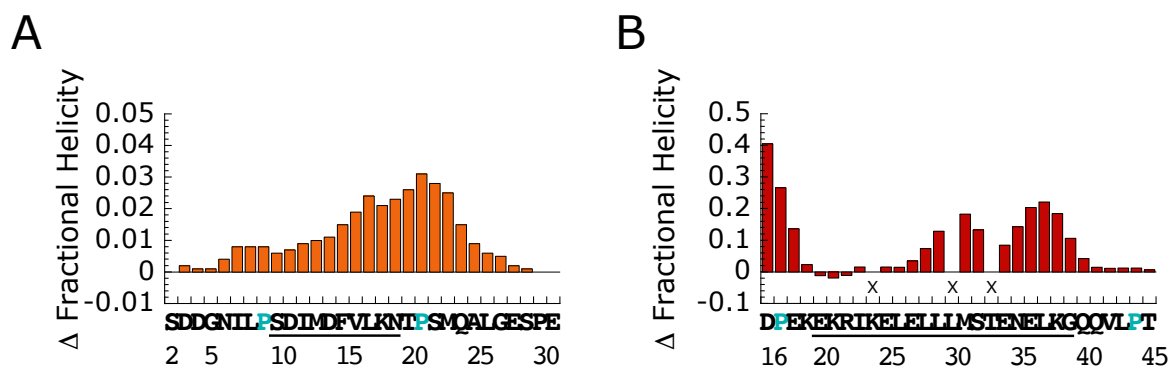 A
Δ Fractional Helicity
0.05
0.04
0.03
0.02
0.01
0
-0.01
SDDGNILPSDIMDFVLKNTPSMQALGESPE
2 5 10 15 20 25 30
B
Δ Fractional Helicity
0.5
0.4
0.3
0.2
0.1
0
-0.1
X X X
DPEKEKRIKELELLLMSTENELKGQQVLPT
16 20 25 30 35 40 45